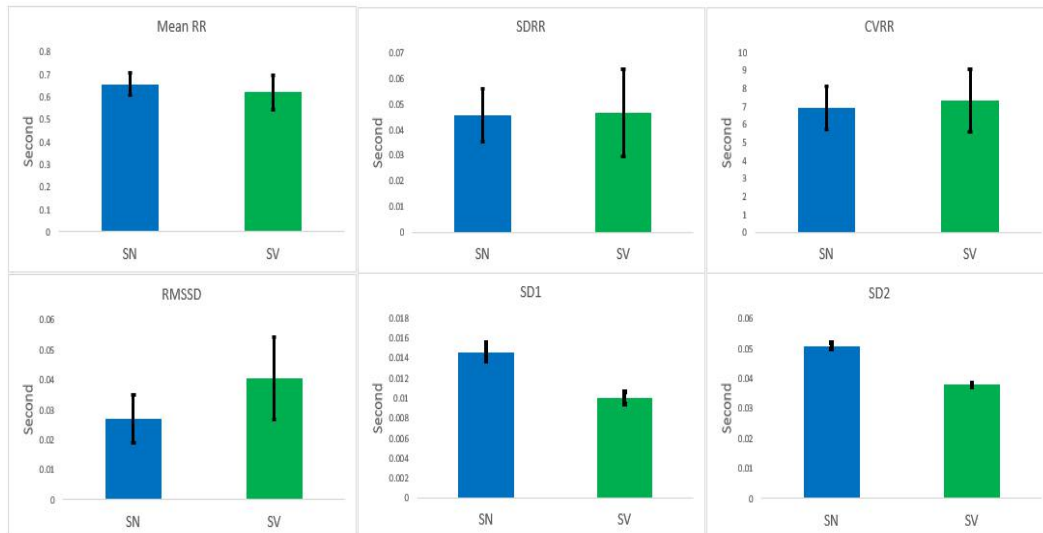 Mean RR
0.8
0.7
0.6
0.5
0.4
0.3
0.2
0.1
0
Second
SN SV
SDRR
0.07
0.06
0.05
0.04
0.03
0.02
0.01
0
Second
SN SV
CVRR
10
9
8
7
6
5
4
3
2
1
0
Second
SN SV
RMSSD
0.06
0.05
0.04
0.03
0.02
0.01
0
Second
SN SV
SD1
0.018
0.016
0.014
0.012
0.01
0.008
0.006
0.004
0.002
0
Second
SN SV
SD2
0.06
0.05
0.04
0.03
0.02
0.01
0
Second
SN SV